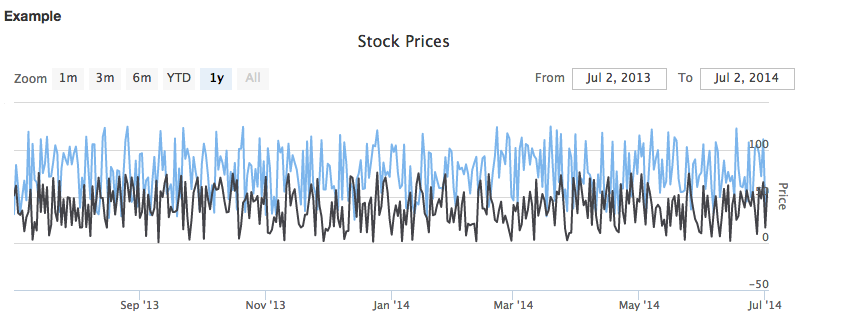 Example
Stock Prices
Zoom 1m 3m 6m YTD 1y All From Jul 2, 2013 To Jul 2, 2014
100
50
Price
0
-50
Sep '13 Nov '13 Jan '14 Mar '14 May '14 Jul '14